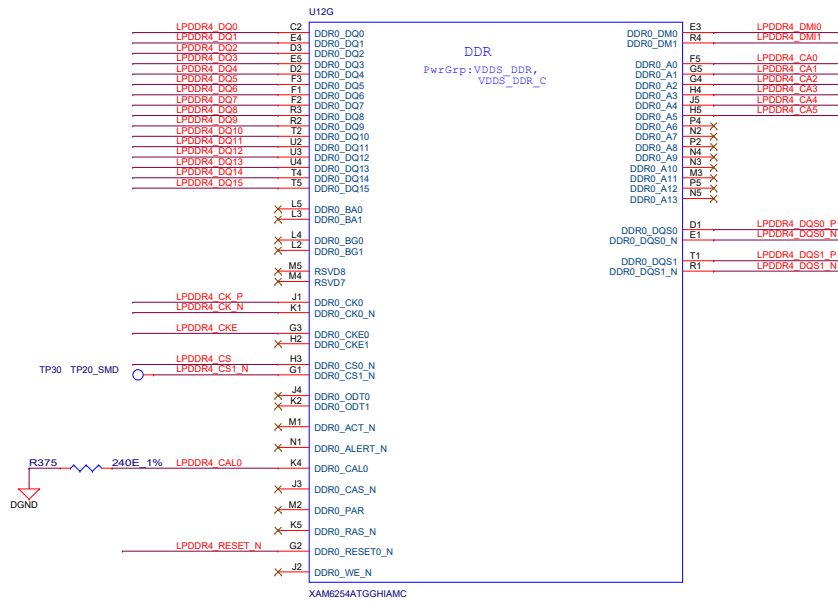 U12G
LPDDR4_DQ0 C2 DDR0_DQ0
LPDDR4_DQ1 E4 DDR0_DQ1
LPDDR4_DQ2 D3 DDR0_DQ2
LPDDR4_DQ3 E5 DDR0_DQ3
LPDDR4_DQ4 D2 DDR0_DQ4
LPDDR4_DQ5 F3 DDR0_DQ5
LPDDR4_DQ6 F1 DDR0_DQ6
LPDDR4_DQ7 F2 DDR0_DQ7
LPDDR4_DQ8 R3 DDR0_DQ8
LPDDR4_DQ9 R2 DDR0_DQ9
LPDDR4_DQ10 T2 DDR0_DQ10
LPDDR4_DQ11 U2 DDR0_DQ11
LPDDR4_DQ12 U3 DDR0_DQ12
LPDDR4_DQ13 U4 DDR0_DQ13
LPDDR4_DQ14 T4 DDR0_DQ14
LPDDR4_DQ15 T5 DDR0_DQ15
L5 DDR0_BA0
L3 DDR0_BA1
L4 DDR0_BG0
L2 DDR0_BG1
M5 RSVD8
M4 RSVD7
LPDDR4_CK_P J1 DDR0_CK0
LPDDR4_CK_N K1 DDR0_CK0_N
LPDDR4_CKE G3 DDR0_CKE0
H2 DDR0_CKE1
LPDDR4_CS H3 DDR0_CS0_N
TP30 TP20_SMD LPDDR4_CS1_N G1 DDR0_CS1_N
J4 DDR0_ODT0
K2 DDR0_ODT1
M1 DDR0_ACT_N
N1 DDR0_ALERT_N
R375 240E_1% LPDDR4_CAL0 K4 DDR0_CAL0
DGND
J3 DDR0_CAS_N
M2 DDR0_PAR
K5 DDR0_RAS_N
LPDDR4_RESET_N G2 DDR0_RESET0_N
J2 DDR0_WE_N
DDR
PwrGrp:VDDS_DDR,
VDDS_DDR_C
DDR0_DM0 E3 LPDDR4_DMI0
DDR0_DM1 R4 LPDDR4_DMI1
DDR0_A0 F5 LPDDR4_CA0
DDR0_A1 G5 LPDDR4_CA1
DDR0_A2 G4 LPDDR4_CA2
DDR0_A3 H4 LPDDR4_CA3
DDR0_A4 J5 LPDDR4_CA4
DDR0_A5 H5 LPDDR4_CA5
DDR0_A6 P4
DDR0_A7 N2
DDR0_A8 P2
DDR0_A9 N4
DDR0_A10 N3
DDR0_A11 M3
DDR0_A12 P5
DDR0_A13 N5
DDR0_DQS0 D1 LPDDR4_DQS0_P
DDR0_DQS0_N E1 LPDDR4_DQS0_N
DDR0_DQS1 T1 LPDDR4_DQS1_P
DDR0_DQS1_N R1 LPDDR4_DQS1_N
XAM6254ATGGHIAMC